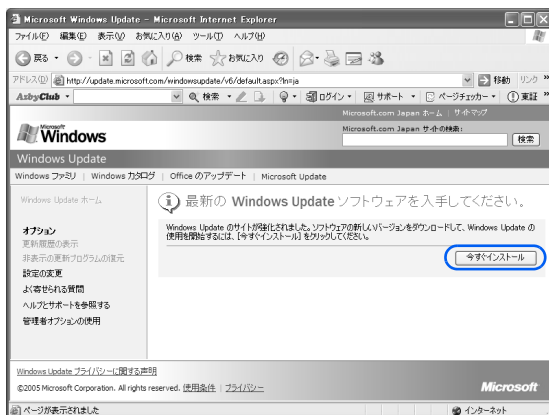 Microsoft Windows Update - Microsoft Internet Explorer
ファイル(F) 編集(E) 表示(V) お気に入り(A) ツール(T) ヘルプ(H)
戻る 検索 お気に入り
アドレス(D) http://update.microsoft.com/windowsupdate/v6/default.aspx?ln=ja 移動 リンク »
AzbyClub 検索 ログイン サポート ページチェッカー 東証 »
Microsoft.com Japan ホーム | サイトマップ
Microsoft Windows
Microsoft.com Japan サイトの検索:
検索
Windows Update
Windows ファミリ | Windows カタログ | Office のアップデート | Microsoft Update
Windows Update ホーム
オプション
更新履歴の表示
非表示の更新プログラムの復元
設定の変更
よく寄せられる質問
ヘルプとサポートを参照する
管理者オプションの使用
最新の Windows Update ソフトウェアを入手してください。
Windows Update のサイトが強化されました。ソフトウェアの新しいバージョンをダウンロードして、Windows Update の
使用を開始するには、[今すぐインストール] をクリックしてください。
今すぐインストール
Windows Update プライバシーに関する声明
©2005 Microsoft Corporation. All rights reserved. 使用条件 | プライバシー
Microsoft
ページが表示されました インターネット